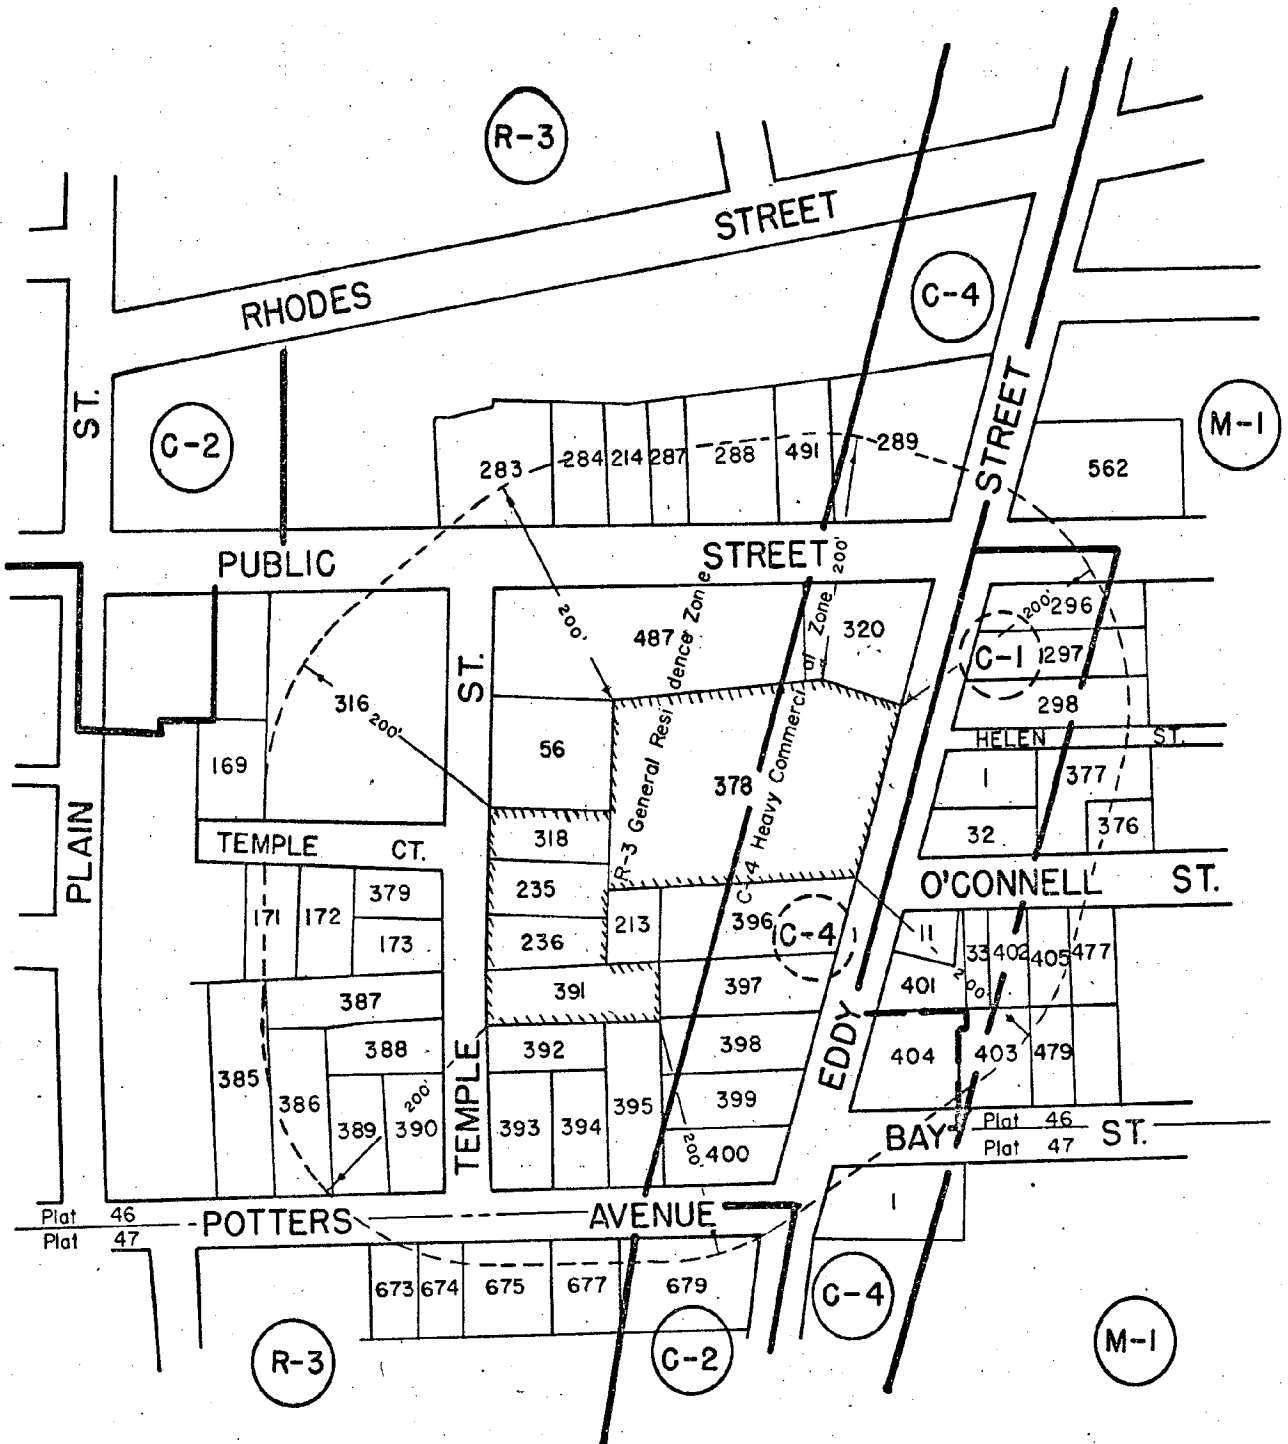 R-3
STREET
RHODES
C-4
ST.
C-2
STREET
M-1
283
284
214
287
288
491
289
562
PUBLIC
STREET
200'
200'
487
R-3 General Residence Zone
C-4 Heavy Commercial Zone
320
200'
296
C-1
297
298
316
200'
ST.
56
HELEN ST.
169
378
1
377
318
32
376
TEMPLE CT.
PLAIN
235
O'CONNELL ST.
379
171
172
173
236
213
396
C-4
11
33
402
405
477
387
391
397
401
200'
388
392
398
EDDY
404
403
479
385
386
389
390
200'
TEMPLE
393
394
395
399
400
200'
BAY ST.
Plat 46
Plat 47
Plat 46
Plat 47
POTTERS AVENUE
1
673
674
675
677
679
C-4
R-3
C-2
M-1